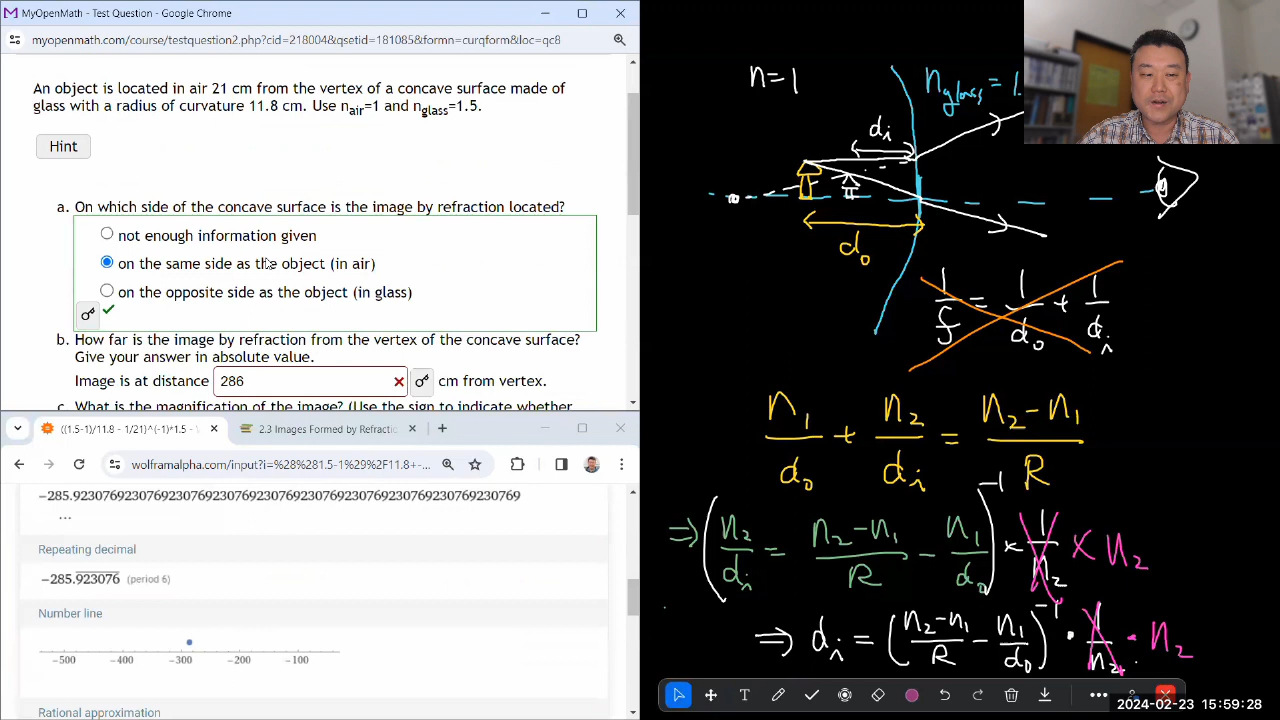 MyOpenMath - Test Question - Google Chrome
myopenmath.com/course/testquestion2.php?cid=218004&qsetid=181085&formn=curqform&loc=qc8
An object is located in air 21 cm from the vertex of a concave surface made of
glass with a radius of curvature 11.8 cm. Use nair=1 and nglass=1.5.
Hint
a. On which side of the concave surface is the image by refraction located?
not enough information given
on the same side as the object (in air)
on the opposite side as the object (in glass)
b. How far is the image by refraction from the vertex of the concave surface?
Give your answer in absolute value.
Image is at distance 286 cm from vertex.
c. What is the magnification of the image? (Use the sign to indicate whether
((1.5-1)/11.8 - 1/21)^(-1)*1.5 -
2.3 Images Formed by Refractic
wolframalpha.com/input?i=%28%281.5-1%29%2F11.8+-...
-285.9230769230769230769230769230769230769230769230769
...
Repeating decimal
-285.923076 (period 6)
Number line
-500 -400 -300 -200 -100
Rational approximation
n=1
nglass = 1.
di
do
1/f = 1/do + 1/di
n1/do + n2/di = (n2-n1)/R
⇒ (n2/di = (n2-n1)/R - n1/do)^-1 × 1/n2 × n2
⇒ di = ((n2-n1)/R - n1/do)^-1 · 1/n2 · n2
2024-02-23 15:59:28